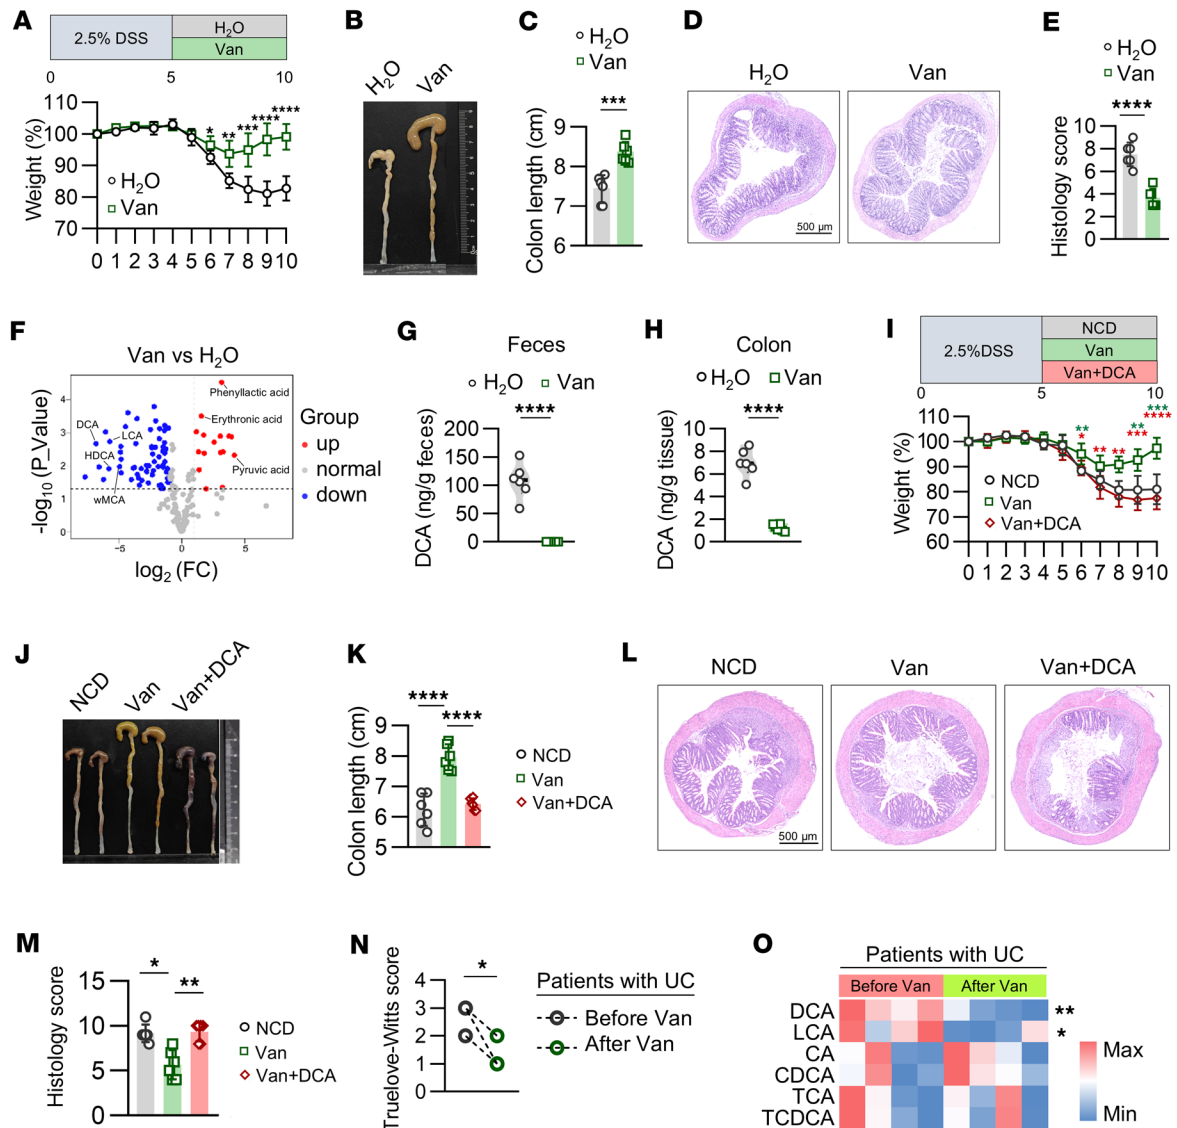 A
2.5% DSS
H2O
Van
0 5 10
Weight (%)
110
100
90
80
70
* ** *** **** ****
H2O
Van
0 1 2 3 4 5 6 7 8 9 10
B
H2O Van
C
H2O
Van
***
Colon length (cm)
9
8
7
6
D
H2O Van
500 µm
E
H2O
Van
****
Histology score
10
8
6
4
2
0
F
Van vs H2O
-log10 (P_Value)
4
3
2
1
0
Phenyllactic acid
Erythronic acid
Pyruvic acid
DCA
LCA
HDCA
wMCA
−5 0 5
log2 (FC)
Group
up
normal
down
G
Feces
H2O Van
****
DCA (ng/g feces)
200
150
100
50
0
H
Colon
H2O Van
****
DCA (ng/g tissue)
10
8
6
4
2
0
I
2.5%DSS
NCD
Van
Van+DCA
0 5 10
Weight (%)
110
100
90
80
70
60
** ** ***
* ** ** *** ****
NCD
Van
Van+DCA
0 1 2 3 4 5 6 7 8 9 10
J
NCD Van Van+DCA
K
**** ****
Colon length (cm)
9
8
7
6
5
NCD
Van
Van+DCA
L
NCD Van Van+DCA
500 µm
M
* **
Histology score
15
10
5
0
NCD
Van
Van+DCA
N
*
Truelove-Witts score
4
3
2
1
0
Patients with UC
Before Van
After Van
O
Patients with UC
Before Van After Van
DCA **
LCA *
CA
CDCA
TCA
TCDCA
Max
Min